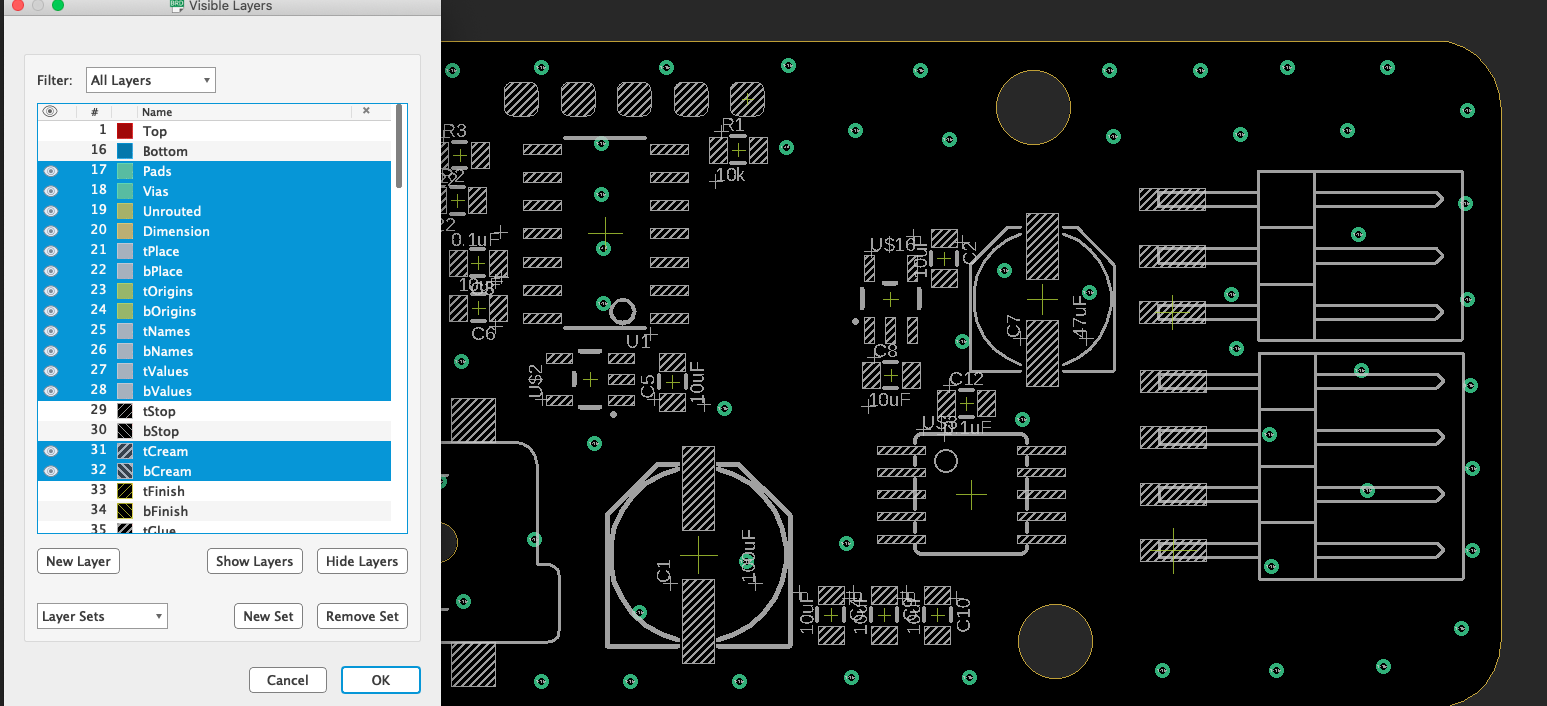 Visible Layers
Filter: All Layers
# Name ×
1 Top
16 Bottom
17 Pads
18 Vias
19 Unrouted
20 Dimension
21 tPlace
22 bPlace
23 tOrigins
24 bOrigins
25 tNames
26 bNames
27 tValues
28 bValues
29 tStop
30 bStop
31 tCream
32 bCream
33 tFinish
34 bFinish
35 tGlue
New Layer Show Layers Hide Layers
Layer Sets New Set Remove Set
Cancel OK
R3
R1
10k
0.1uF
C6
U1
U$2
C5
10uF
10uF
C2
C7
47uF
C8
10uF
C12
0.1uF
C1
100uF
10uF
10uF
10uF
C10